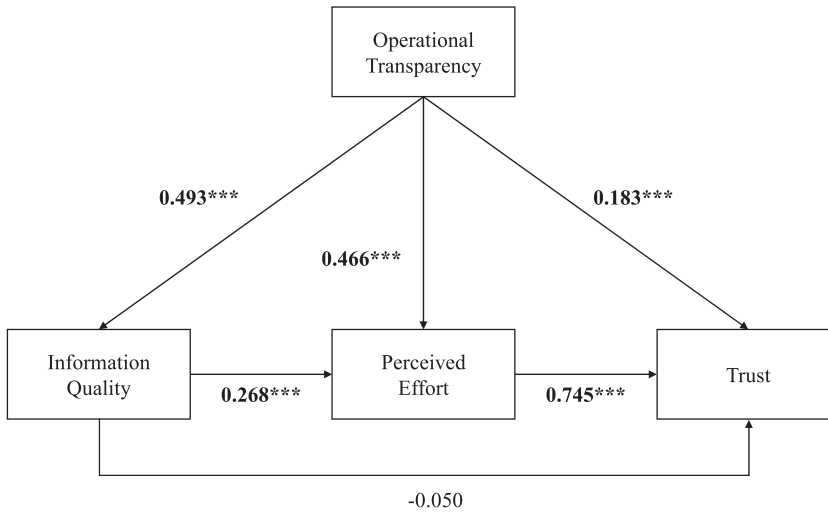 Operational
Transparency
0.493***
0.183***
0.466***
Information
Quality
Perceived
Effort
Trust
0.268***
0.745***
-0.050